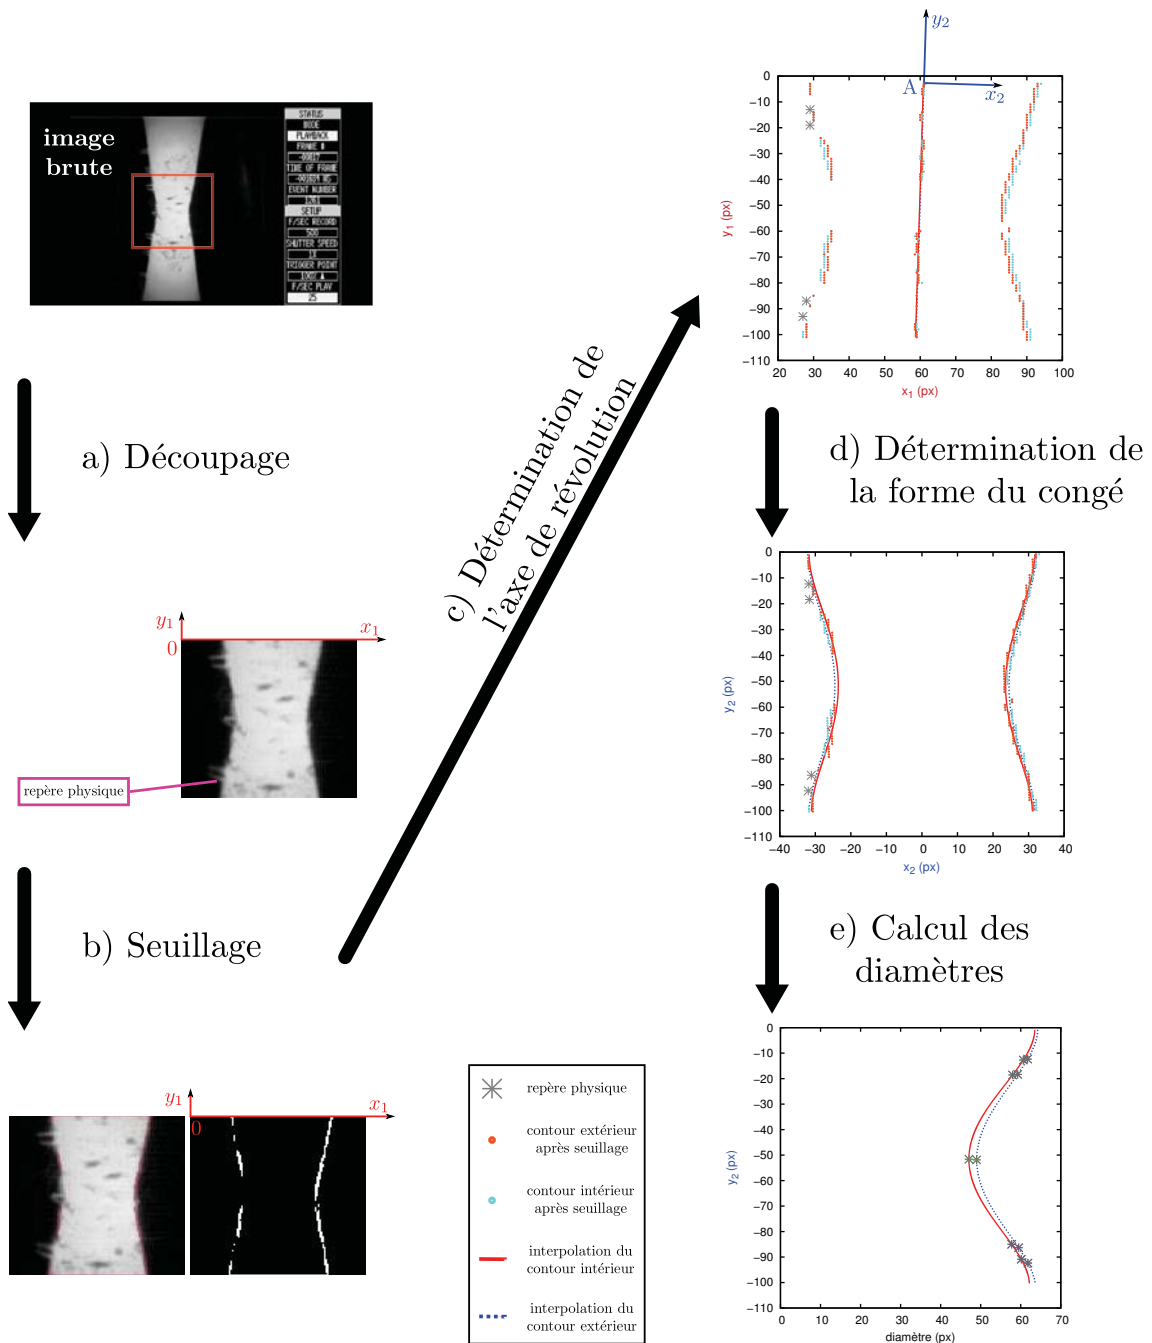 image
brute
STATUS
MODE
PLAYBACK
FRAME #
-00017
TIME OF FRAME
EVENT NUMBER
1261
SETUP
F/SEC RECORD
500
SHUTTER SPEED
1X
TRIGGER POINT
F/SEC PLAY
25
a) Découpage
y1
x1
0
repère physique
b) Seuillage
y1
x1
0
c) Détermination de
l'axe de révolution
y2
x2
A
0
−10
−20
−30
−40
−50
−60
−70
−80
−90
−100
−110
20 30 40 50 60 70 80 90 100
y1 (px)
x1 (px)
d) Détermination de
la forme du congé
0
−10
−20
−30
−40
−50
−60
−70
−80
−90
−100
−110
−40 −30 −20 −10 0 10 20 30 40
y2 (px)
x2 (px)
e) Calcul des
diamètres
0
−10
−20
−30
−40
−50
−60
−70
−80
−90
−100
−110
0 10 20 30 40 50 60 70
y2 (px)
diamètre (px)
repère physique
contour extérieur
après seuillage
contour intérieur
après seuillage
interpolation du
contour intérieur
interpolation du
contour extérieur